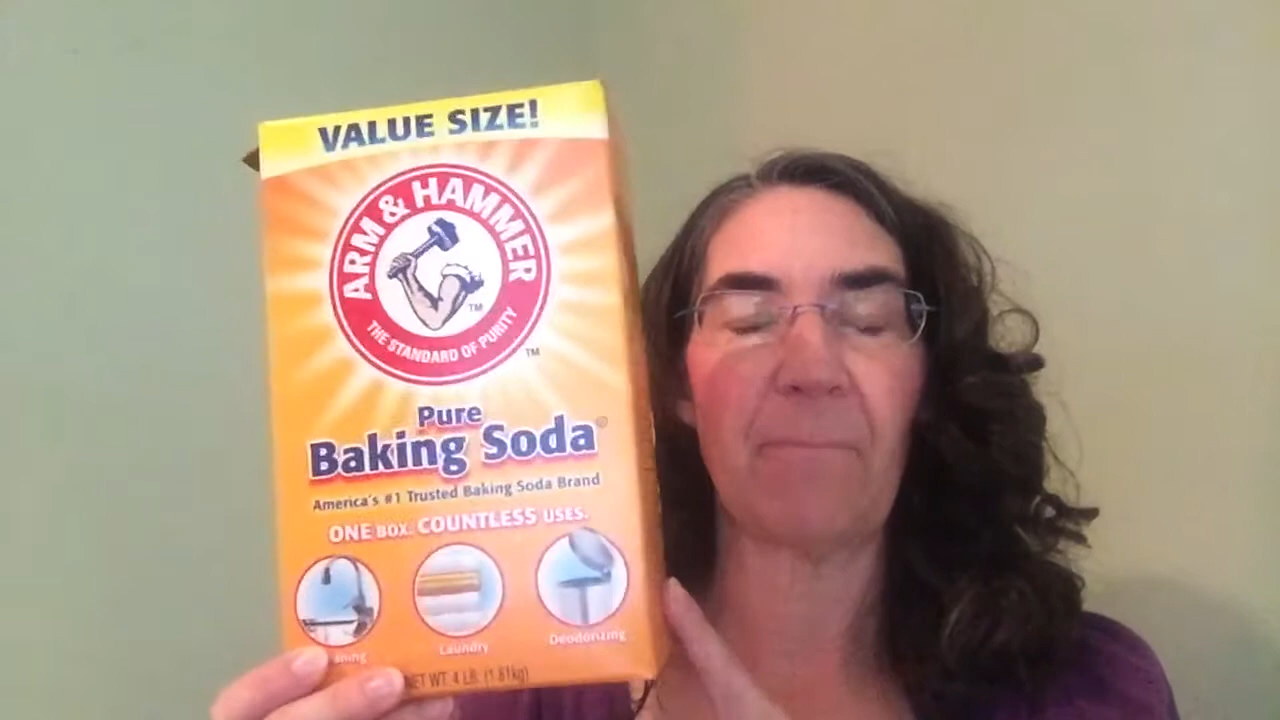 VALUE SIZE!
ARM & HAMMER
TM
THE STANDARD OF PURITY
TM
Pure
Baking Soda®
America's #1 Trusted Baking Soda Brand
ONE BOX. COUNTLESS USES.
Laundry
Deodorizing
NET WT. 4 LB. (1.81kg)